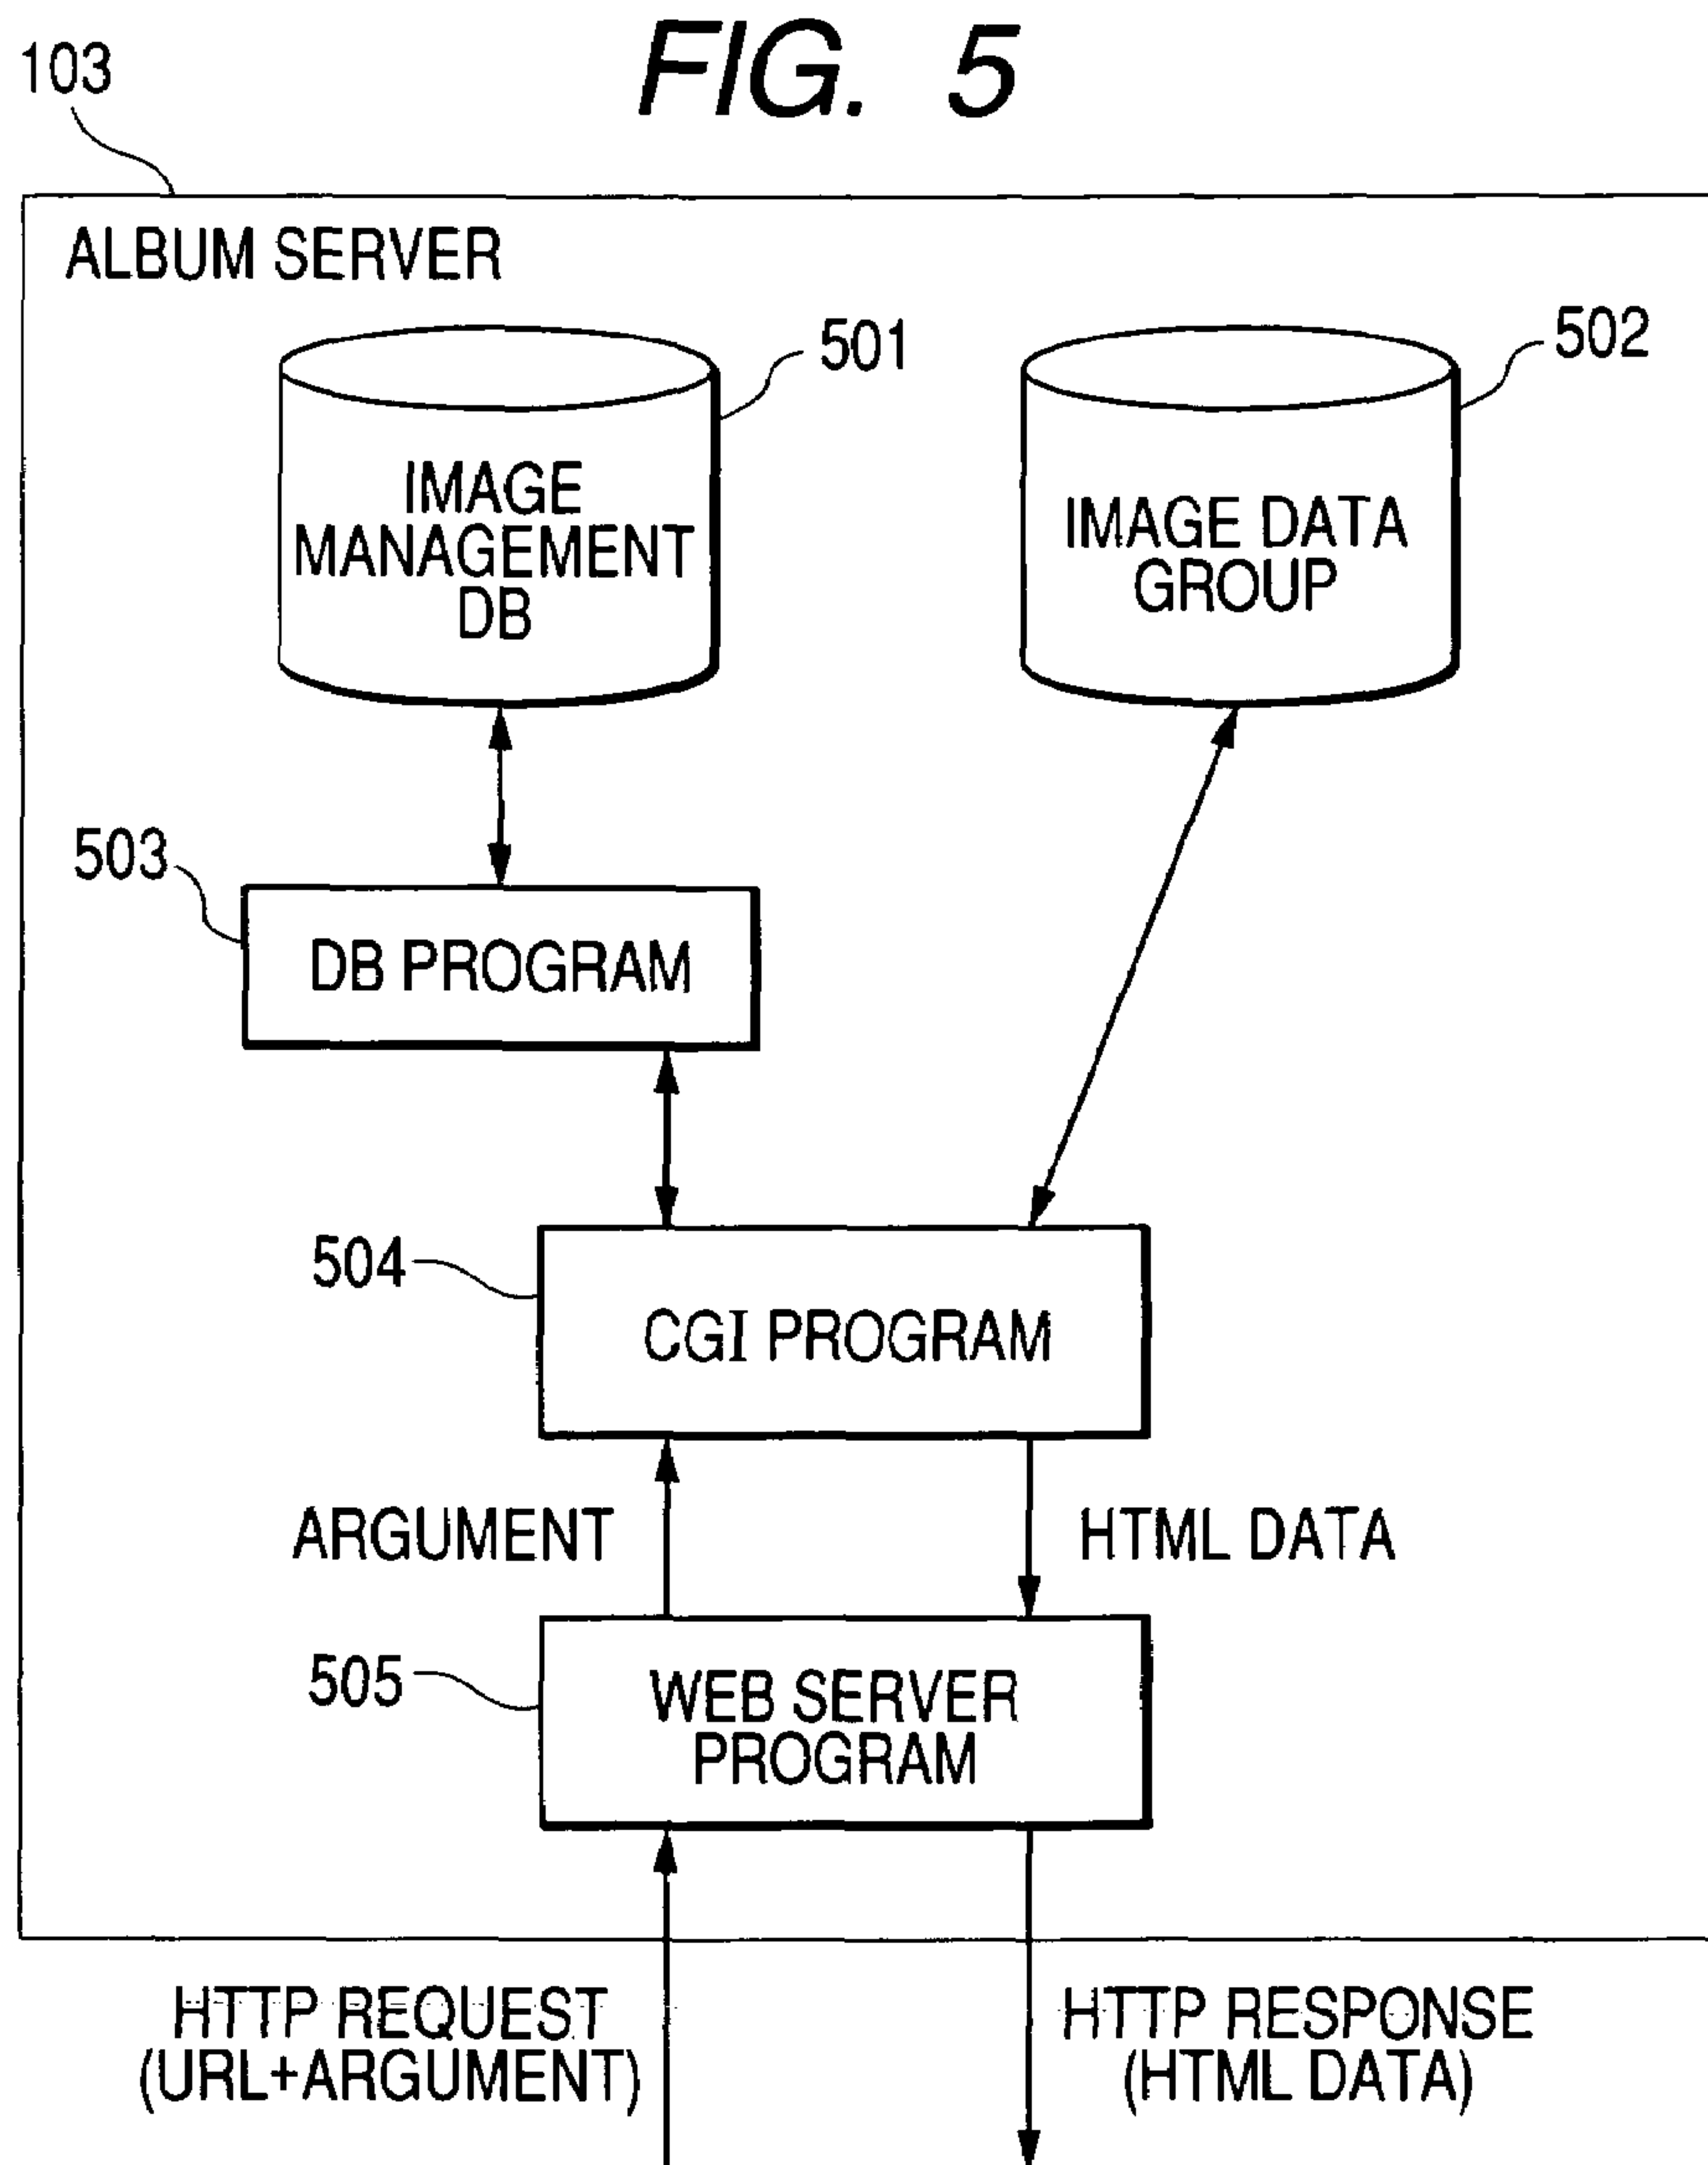 FIG. 5
103
ALBUM SERVER
501
502
IMAGE
MANAGEMENT
DB
IMAGE DATA
GROUP
503
DB PROGRAM
504
CGI PROGRAM
ARGUMENT
HTML DATA
505
WEB SERVER
PROGRAM
HTTP REQUEST
(URL+ARGUMENT)
HTTP RESPONSE
(HTML DATA)